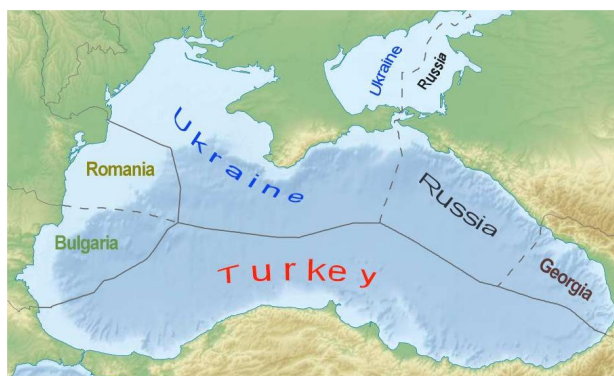 Ukraine
Russia
Ukraine
Romania
Russia
Bulgaria
Turkey
Georgia